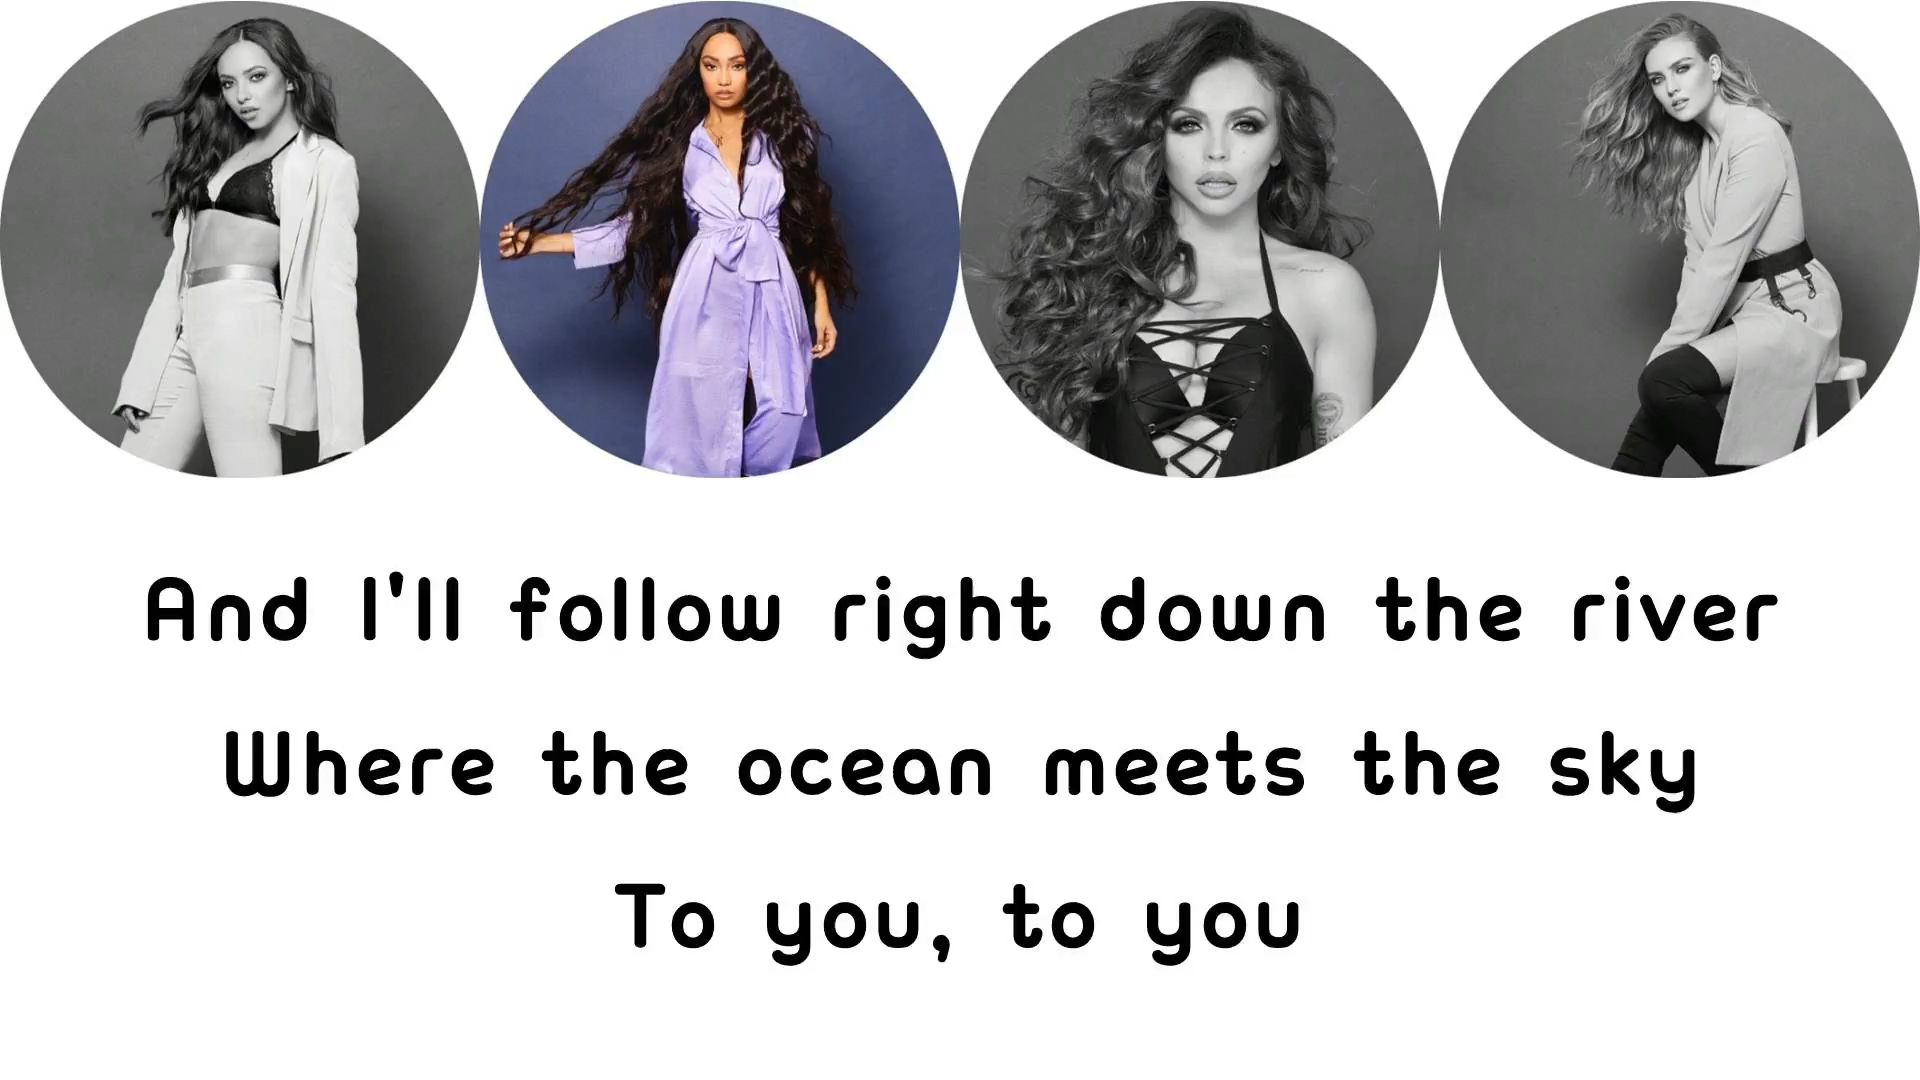 And I'll follow right down the river
Where the ocean meets the sky
To you, to you